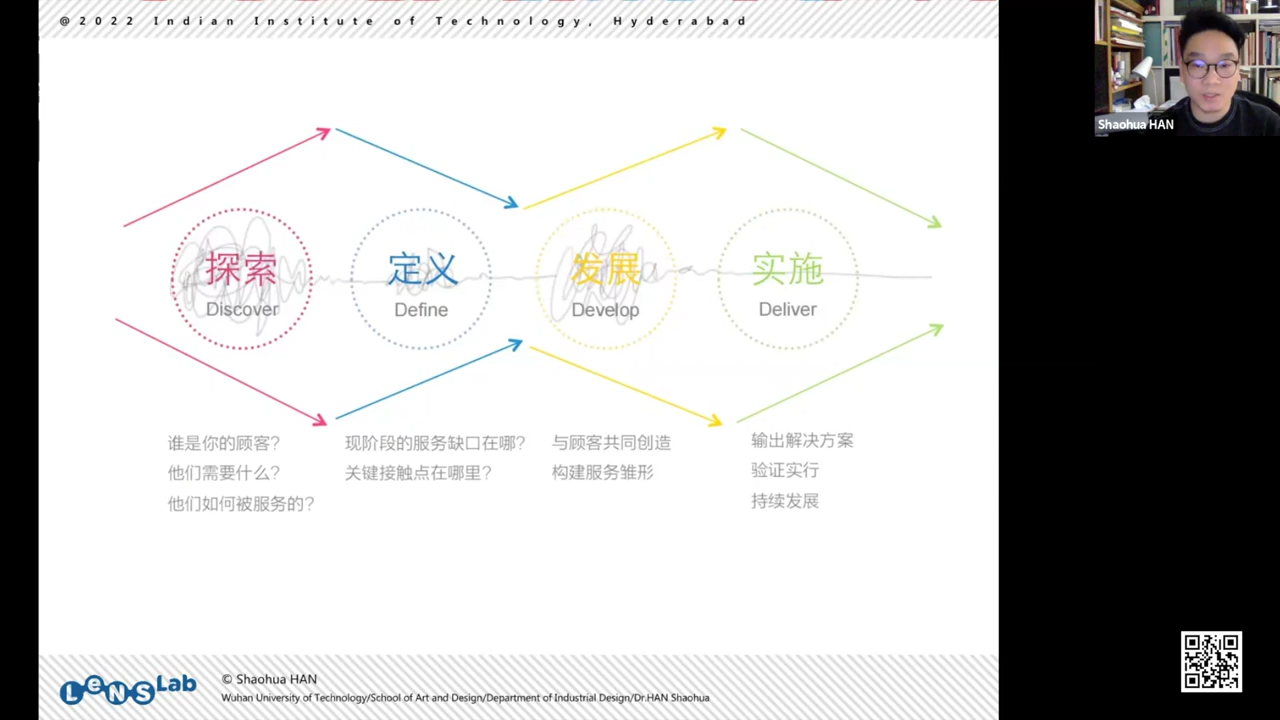 @2022 Indian Institute of Technology, Hyderabad
Shaohua HAN
探索
Discover
定义
Define
发展
Develop
实施
Deliver
谁是你的顾客?
他们需要什么?
他们如何被服务的?
现阶段的服务缺口在哪?
关键接触点在哪里?
与顾客共同创造
构建服务雏形
输出解决方案
验证实行
持续发展
LeNSLab
© Shaohua HAN
Wuhan University of Technology/School of Art and Design/Department of Industrial Design/Dr.HAN Shaohua